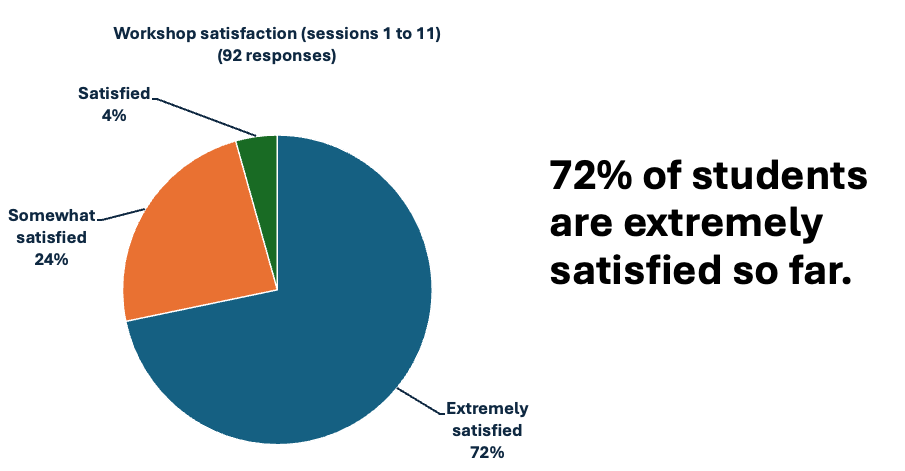 Workshop satisfaction (sessions 1 to 11)
(92 responses)
Satisfied
4%
Somewhat
satisfied
24%
Extremely
satisfied
72%
72% of students
are extremely
satisfied so far.